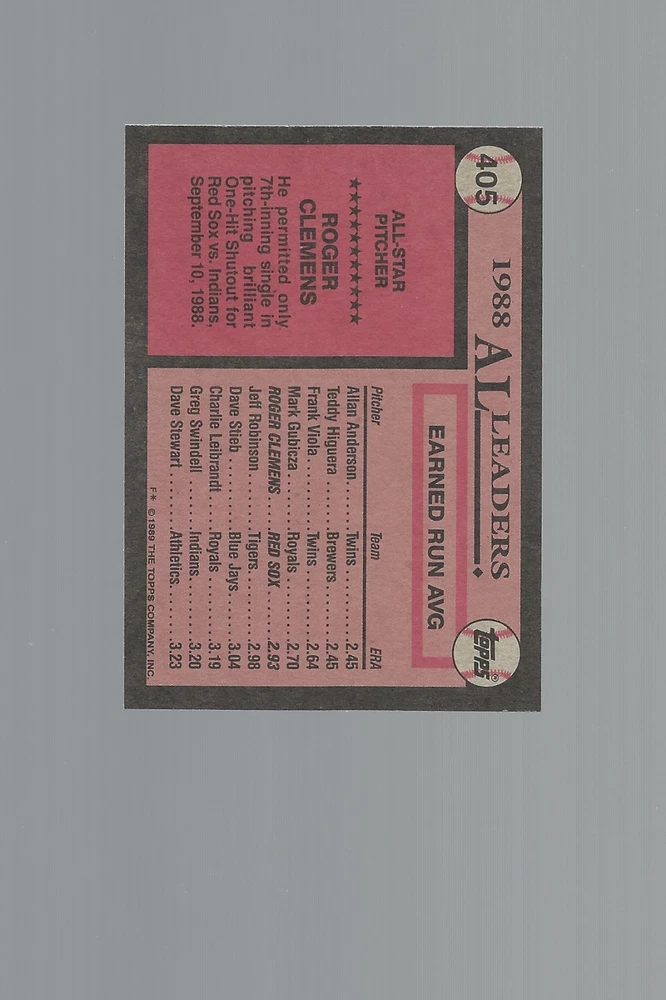 405
1988 AL LEADERS
topps®
ALL-STAR
PITCHER
★★★★★★★★★★★
ROGER
CLEMENS
He permitted only
7th-inning single in
pitching brilliant
One-Hit Shutout for
Red Sox vs. Indians,
September 10, 1988.
EARNED RUN AVG
Pitcher Team ERA
Allan Anderson......Twins..............2.45
Teddy Higuera......Brewers...........2.45
Frank Viola..........Twins..............2.64
Mark Gubicza.......Royals............2.70
ROGER CLEMENS....RED SOX..........2.93
Jeff Robinson.......Tigers.............2.98
Dave Stieb..........Blue Jays.........3.04
Charlie Leibrandt...Royals............3.19
Greg Swindell.......Indians...........3.20
Dave Stewart.......Athletics..........3.23
F* © 1989 THE TOPPS COMPANY, INC.